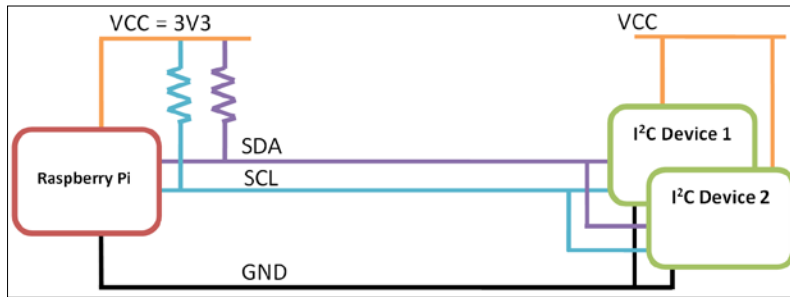 VCC = 3V3
VCC
SDA
SCL
Raspberry Pi
I²C Device 1
I²C Device 2
GND